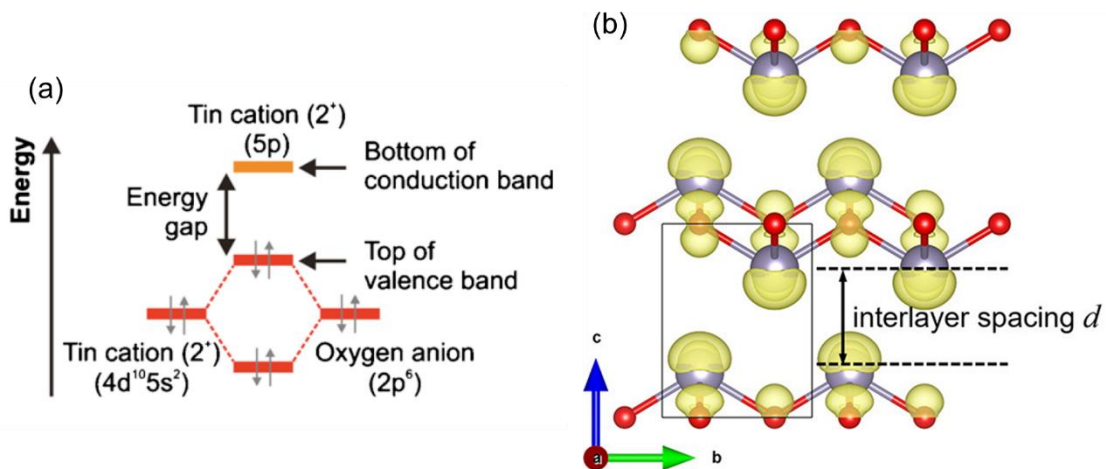 (a)
Energy
Tin cation (2⁺)
(5p)
Bottom of
conduction band
Energy
gap
Top of
valence band
Tin cation (2⁺)
(4d¹⁰5s²)
Oxygen anion
(2p⁶)
(b)
interlayer spacing d
c
a
b